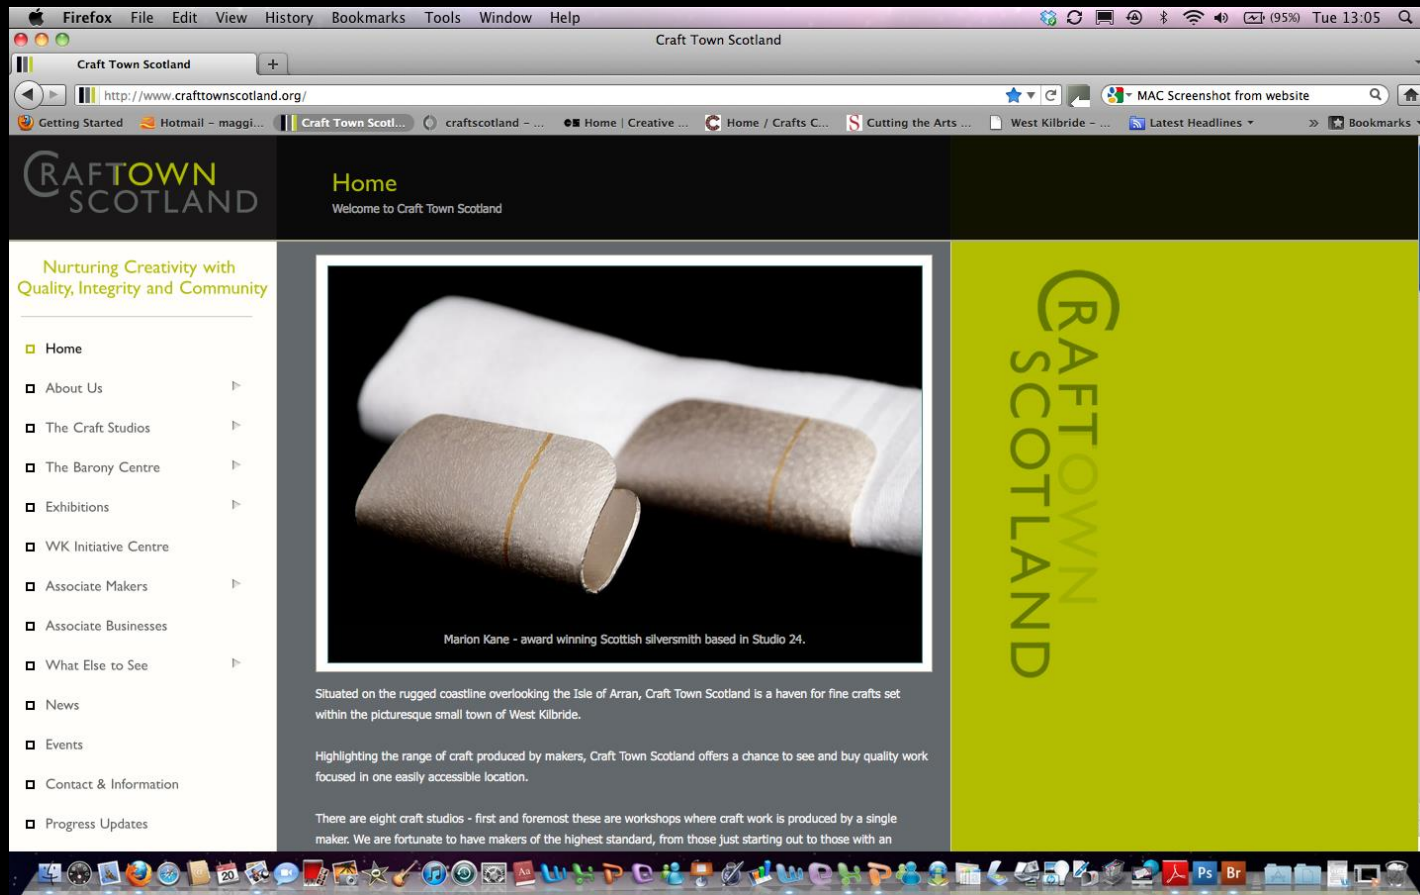 Firefox File Edit View History Bookmarks Tools Window Help (95%) Tue 13:05
Craft Town Scotland
Craft Town Scotland
http://www.crafttownscotland.org/ MAC Screenshot from website
Getting Started Hotmail - maggi... Craft Town Scotl... craftscotland - ... Home | Creative ... Home / Crafts C... Cutting the Arts ... West Kilbride - ... Latest Headlines » Bookmarks
CRAFTOWN
SCOTLAND
Home
Welcome to Craft Town Scotland
Nurturing Creativity with
Quality, Integrity and Community
Home
About Us
The Craft Studios
The Barony Centre
Exhibitions
WK Initiative Centre
Associate Makers
Associate Businesses
What Else to See
News
Events
Contact & Information
Progress Updates
Marion Kane - award winning Scottish silversmith based in Studio 24.
Situated on the rugged coastline overlooking the Isle of Arran, Craft Town Scotland is a haven for fine crafts set
within the picturesque small town of West Kilbride.
Highlighting the range of craft produced by makers, Craft Town Scotland offers a chance to see and buy quality work
focused in one easily accessible location.
There are eight craft studios - first and foremost these are workshops where craft work is produced by a single
maker. We are fortunate to have makers of the highest standard, from those just starting out to those with an
CRAFTOWN
SCOTLAND
20
Aa
Ps
Br